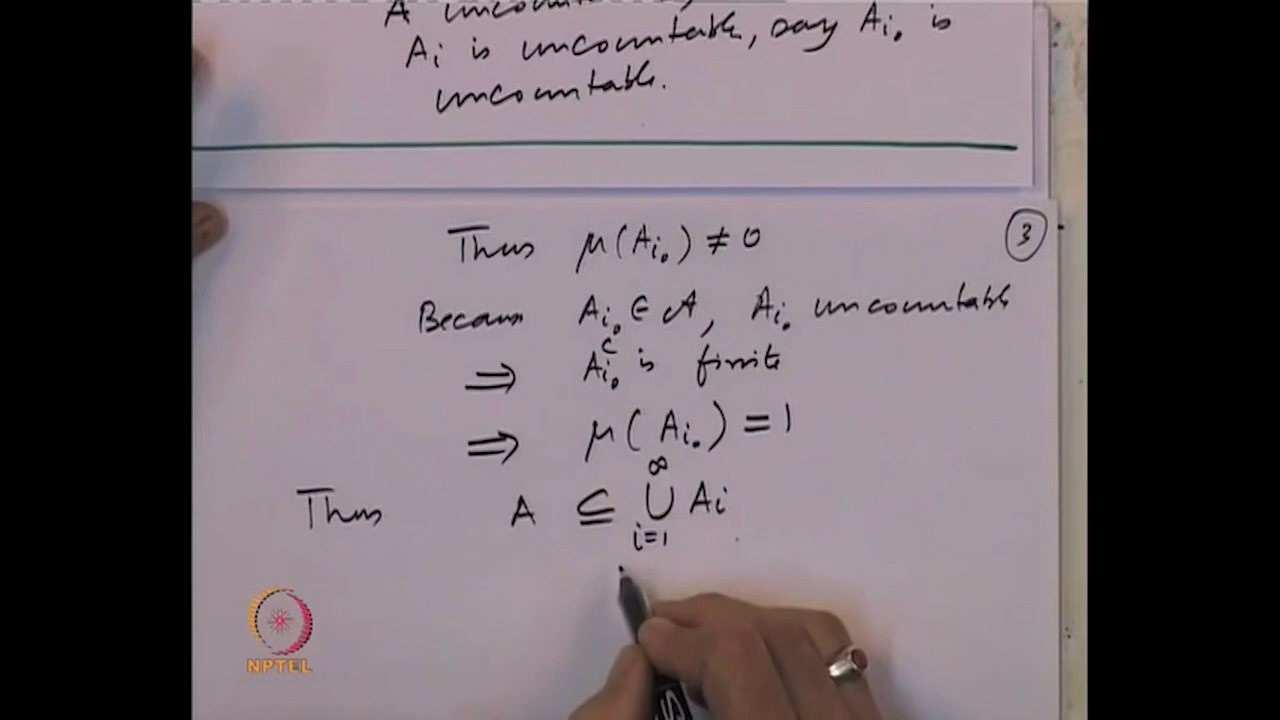 A
Ai is uncountable, say Ai₀ is
uncountable.
3
Thus μ(Ai₀) ≠ 0
Because Ai₀ ∈ 𝒜, Ai₀ uncountable
⟹ Ai₀ᶜ is finite
⟹ μ(Ai₀) = 1
Thus A ⊆ ⋃_{i=1}^{∞} Ai
NPTEL